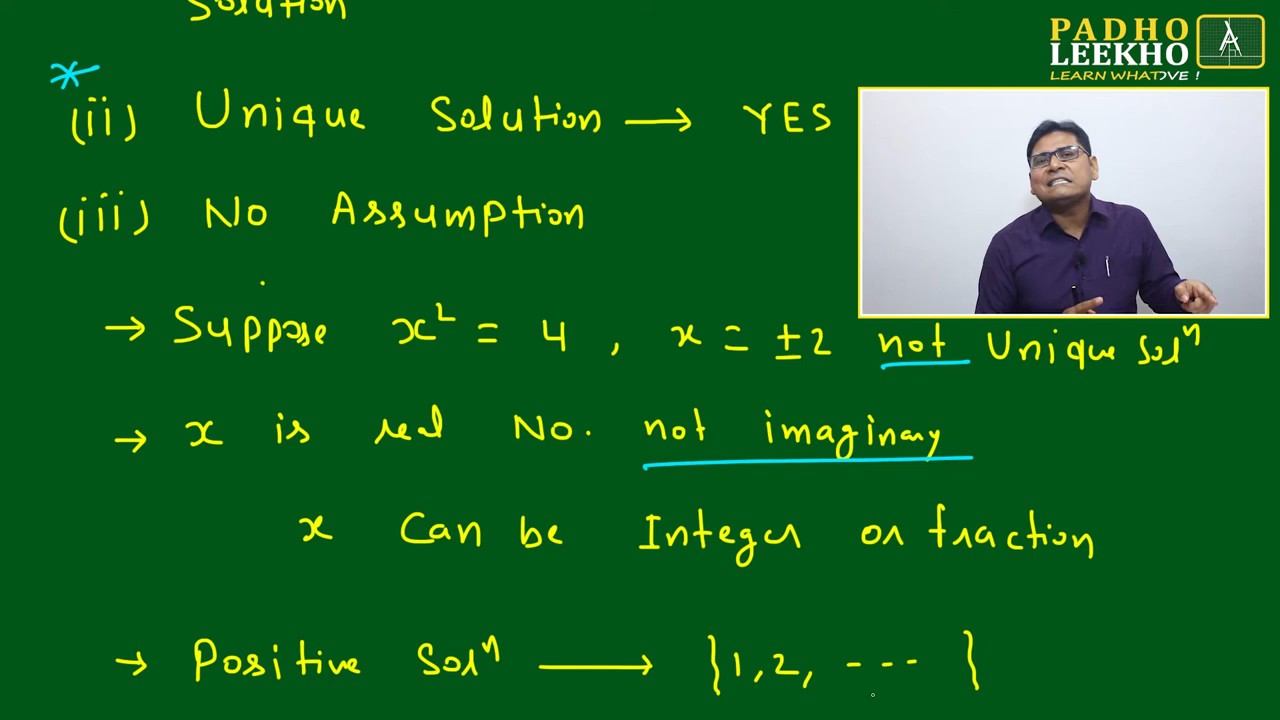 Solution
PADHO
LEEKHO
LEARN WHAT
VE !
*
(ii) Unique Solution → YES
(iii) No Assumption
→ Suppose x² = 4 , x = ±2 not Unique Solⁿ
→ x is real No. not imaginary
x Can be Integer or fraction
→ Positive Solⁿ → {1, 2, --- }